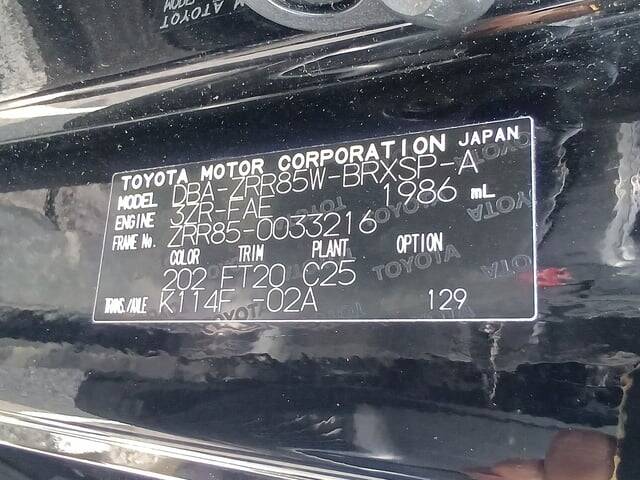 TOYOTA MOTOR CORPORATION JAPAN
MODEL DBA-ZRR85W-BRXSP-A
ENGINE 3ZR-FAE 1986 mL
FRAME No. ZRR85-0033216
COLOR TRIM PLANT OPTION
202 FT20 C25
TRANS./AXLE K114F -02A 129